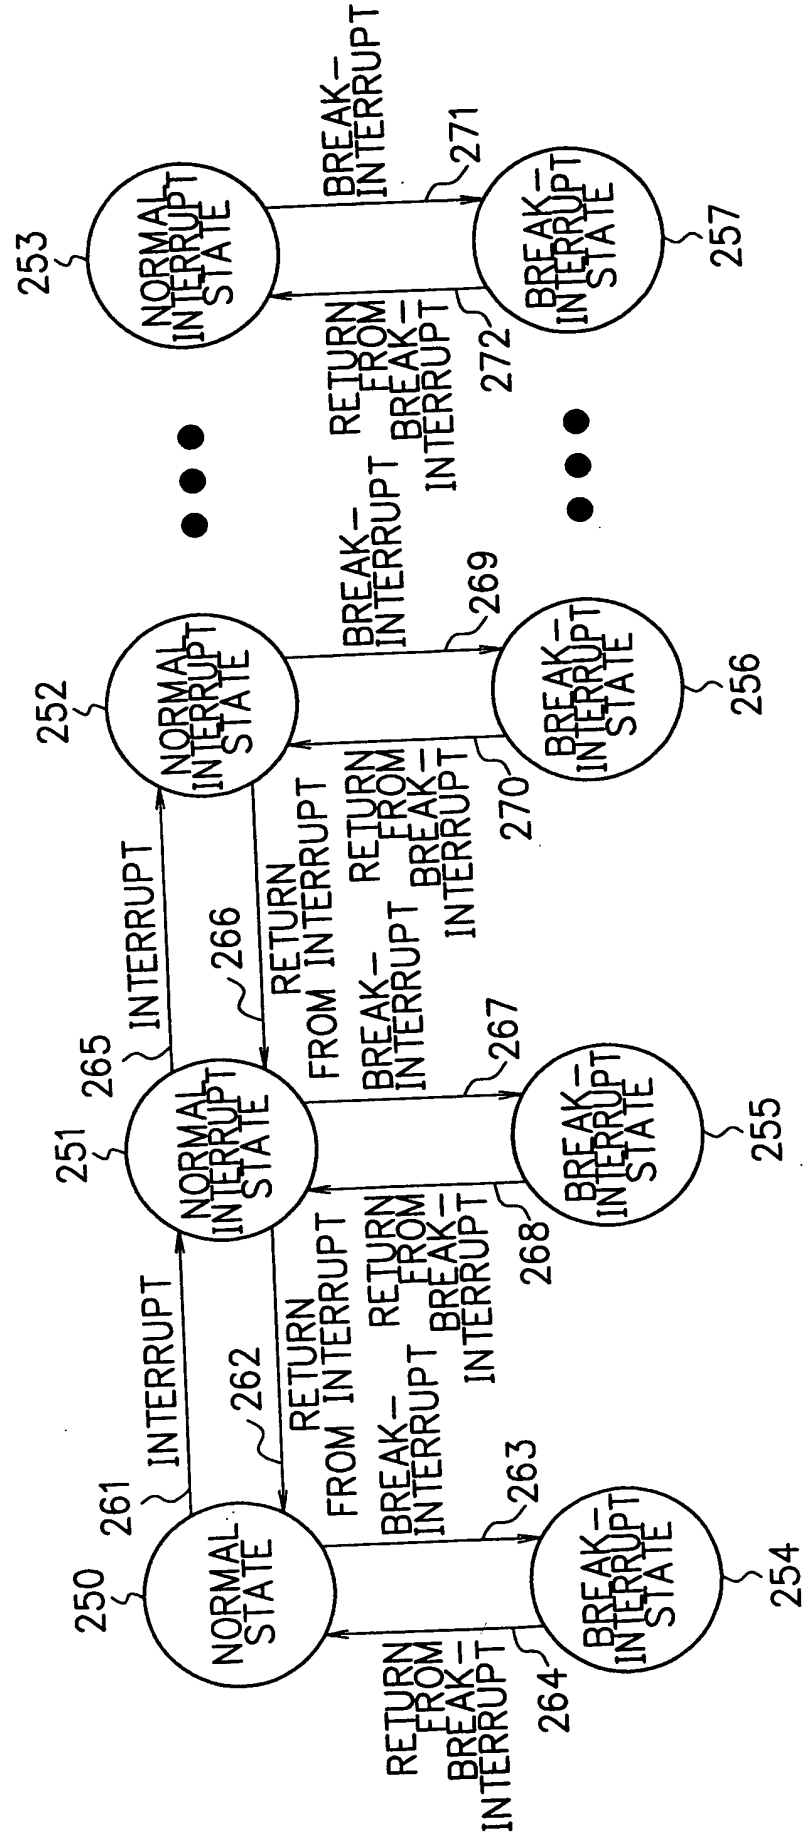 250
NORMAL
STATE
261
INTERRUPT
262
RETURN
FROM INTERRUPT
251
NORMAL
INTERRUPT
STATE
265
INTERRUPT
266
RETURN
FROM INTERRUPT
252
NORMAL
INTERRUPT
STATE
253
NORMAL
INTERRUPT
STATE
RETURN
FROM
BREAK-
INTERRUPT
264
BREAK-
INTERRUPT
263
RETURN
FROM
BREAK-
INTERRUPT
268
BREAK-
INTERRUPT
267
RETURN
FROM
BREAK-
INTERRUPT
270
BREAK-
INTERRUPT
269
RETURN
FROM
BREAK-
INTERRUPT
272
BREAK-
INTERRUPT
271
BREAK-
INTERRUPT
STATE
254
BREAK-
INTERRUPT
STATE
255
BREAK-
INTERRUPT
STATE
256
BREAK-
INTERRUPT
STATE
257